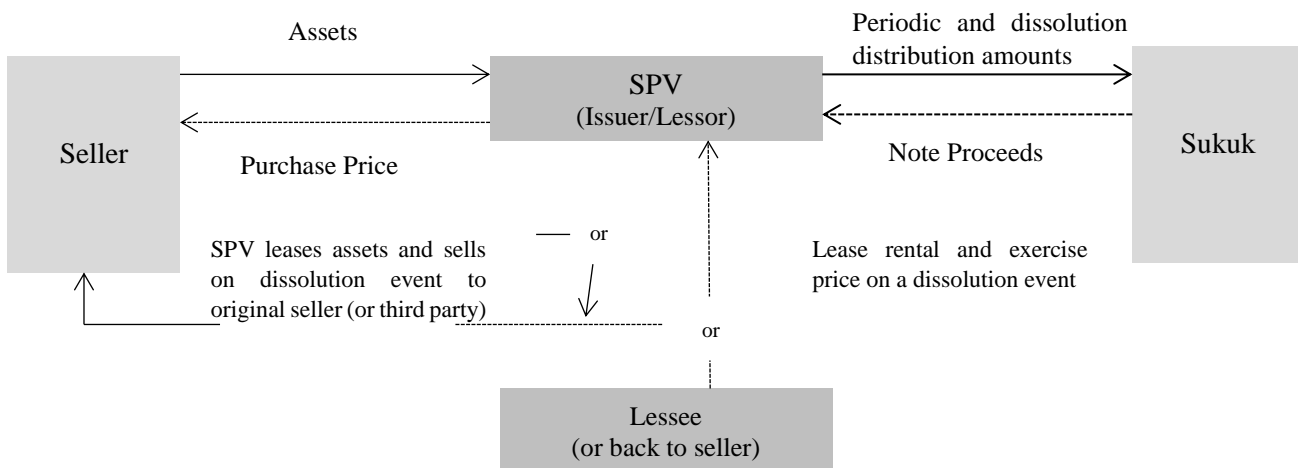 Assets
Periodic and dissolution
distribution amounts
SPV
(Issuer/Lessor)
Seller
Sukuk
Purchase Price
Note Proceeds
or
SPV leases assets and sells
on dissolution event to
original seller (or third party)
Lease rental and exercise
price on a dissolution event
or
Lessee
(or back to seller)